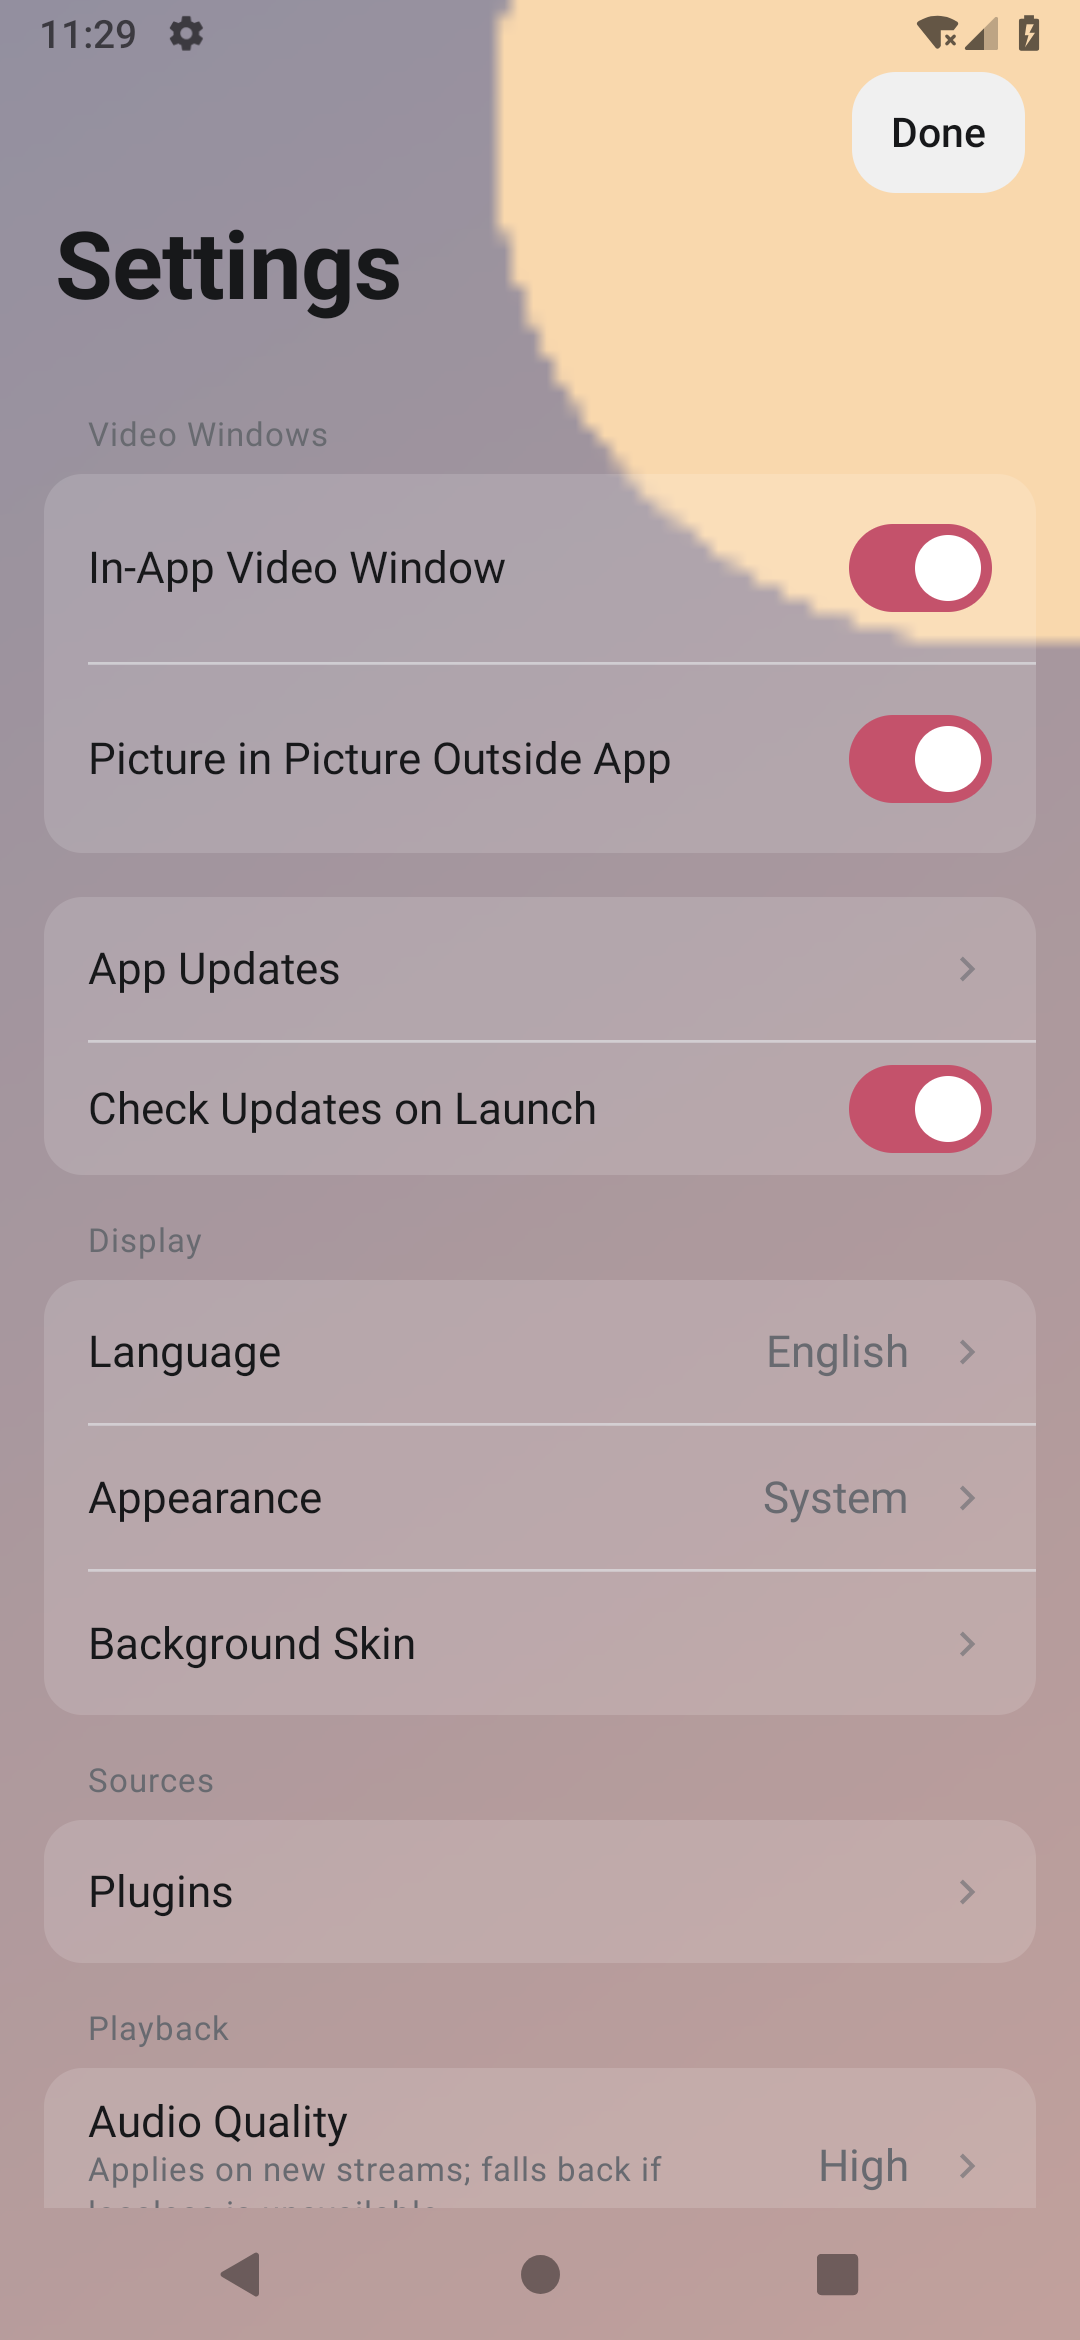 11:29
Done
Settings
Video Windows
In-App Video Window
Picture in Picture Outside App
App Updates
Check Updates on Launch
Display
Language English
Appearance System
Background Skin
Sources
Plugins
Playback
Audio Quality
Applies on new streams; falls back if
High